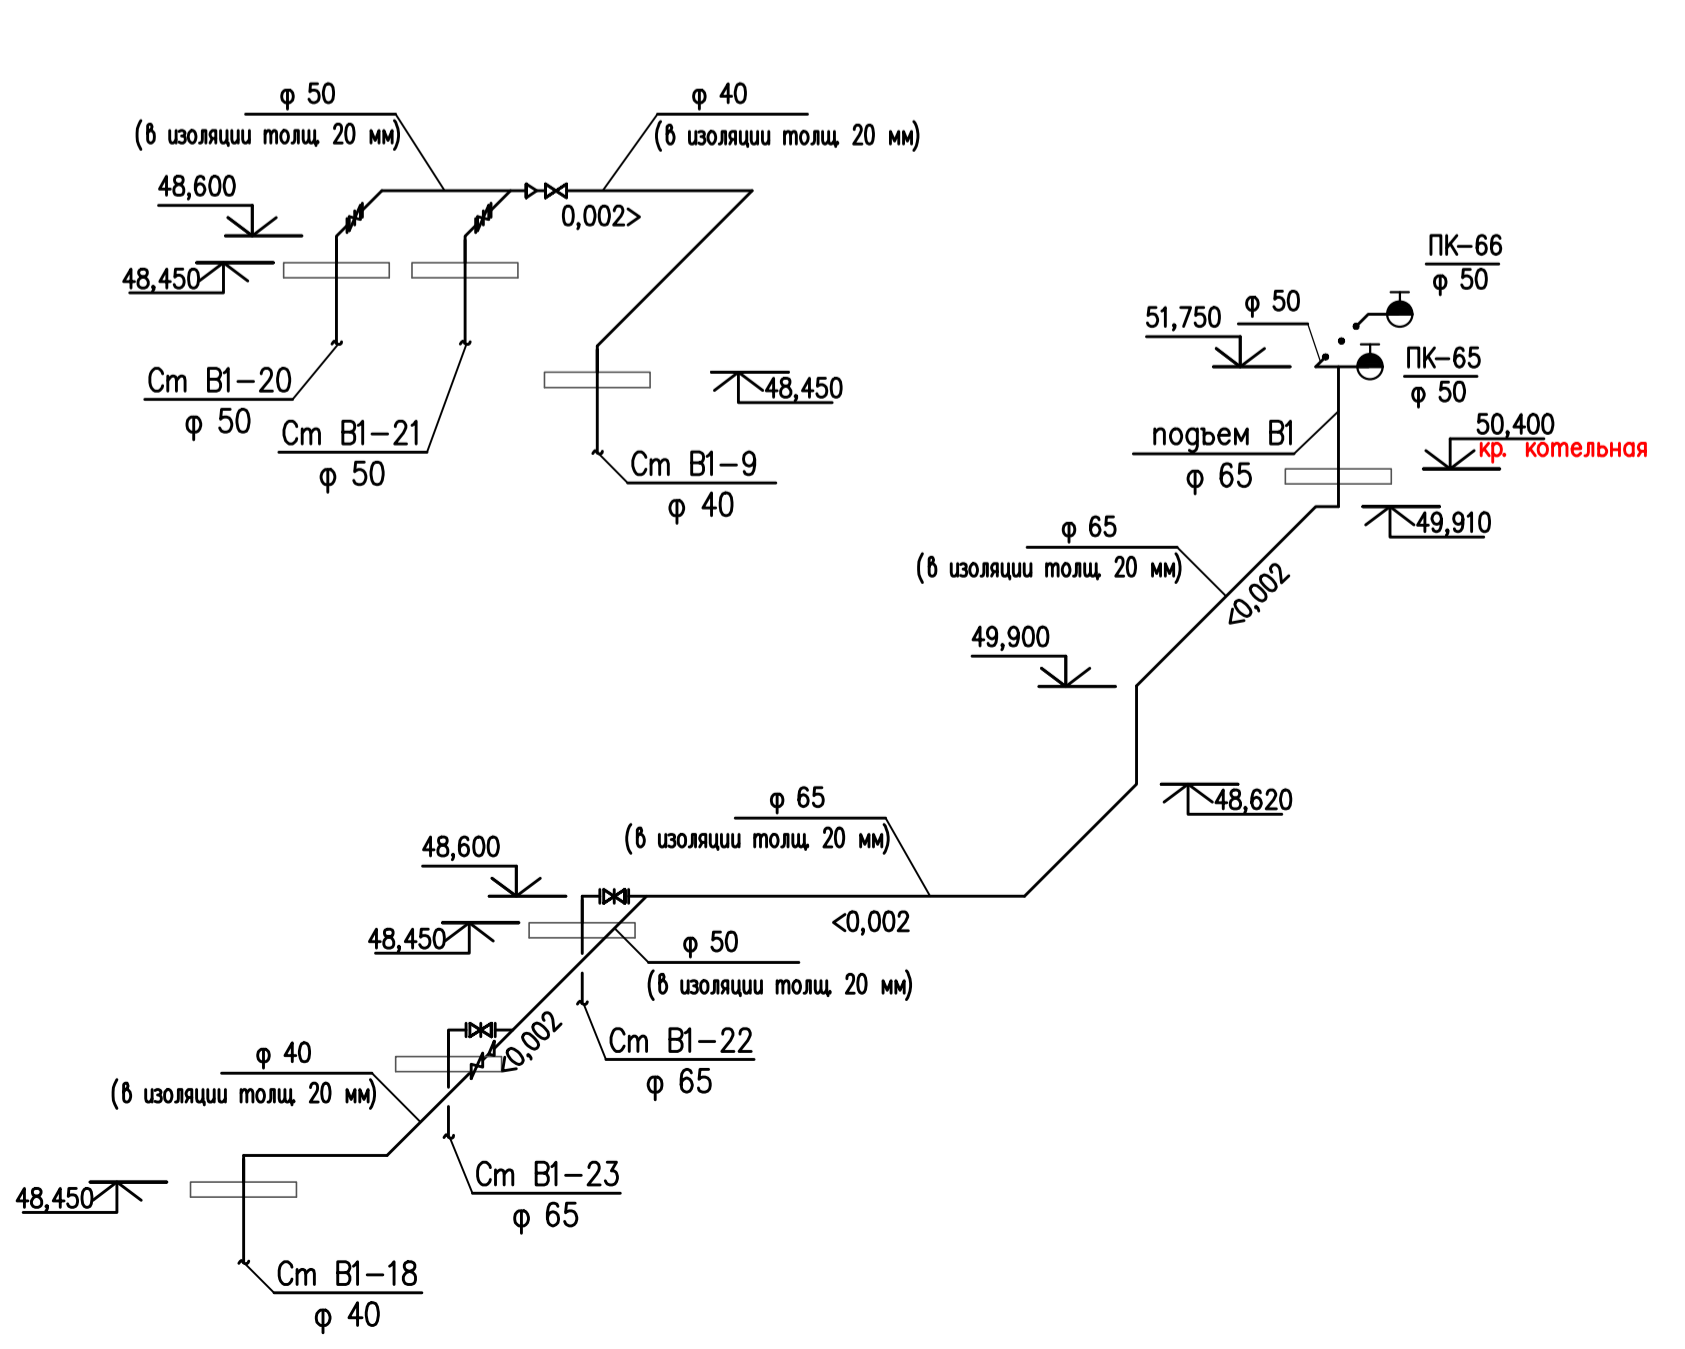 φ 50
(в изоляции толщ. 20 мм)
φ 40
(в изоляции толщ. 20 мм)
48,600
0,002>
48,450
Ст В1-20
φ 50
Ст В1-21
φ 50
48,450
Ст В1-9
φ 40
ПК-66
φ 50
φ 50
51,750
ПК-65
φ 50
подъем В1
φ 65
50,400
кр. котельная
49,910
φ 65
(в изоляции толщ. 20 мм)
<0,002
49,900
48,620
φ 65
(в изоляции толщ. 20 мм)
48,600
<0,002
48,450
φ 50
(в изоляции толщ. 20 мм)
<0,002
Ст В1-22
φ 65
φ 40
(в изоляции толщ. 20 мм)
Ст В1-23
φ 65
48,450
Ст В1-18
φ 40